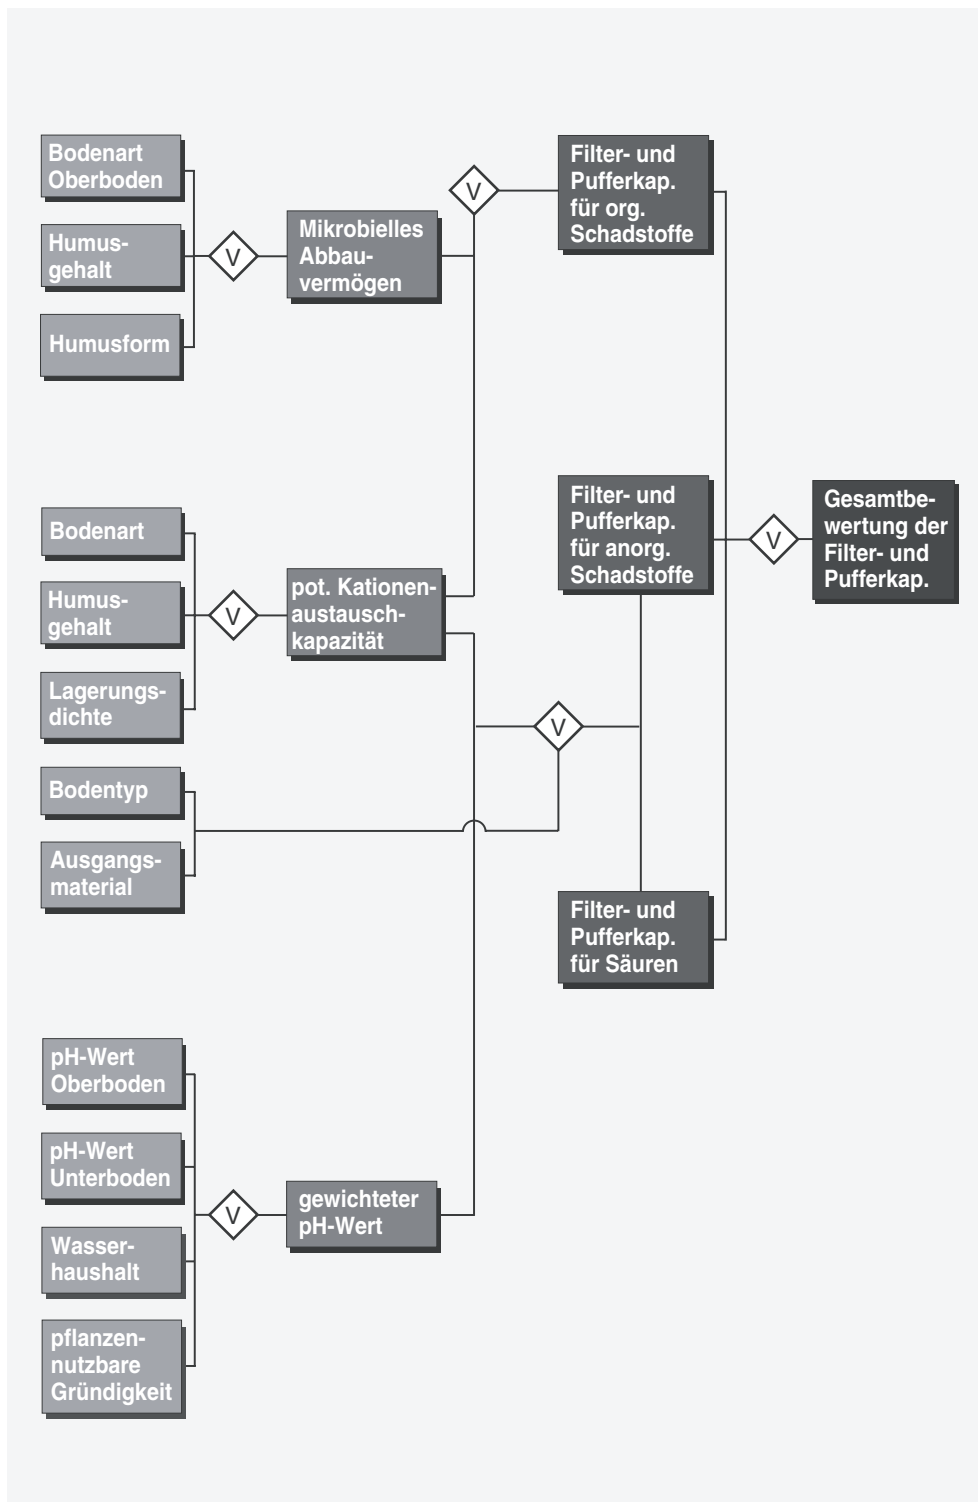 Bodenart
Oberboden
Humus-
gehalt
Humusform
V
Mikrobielles
Abbau-
vermögen
V
Filter- und
Pufferkap.
für org.
Schadstoffe
Bodenart
Humus-
gehalt
Lagerungs-
dichte
V
pot. Kationen-
austausch-
kapazität
Filter- und
Pufferkap.
für anorg.
Schadstoffe
V
Gesamtbe-
wertung der
Filter- und
Pufferkap.
V
Bodentyp
Ausgangs-
material
Filter- und
Pufferkap.
für Säuren
pH-Wert
Oberboden
pH-Wert
Unterboden
Wasser-
haushalt
pflanzen-
nutzbare
Gründigkeit
V
gewichteter
pH-Wert